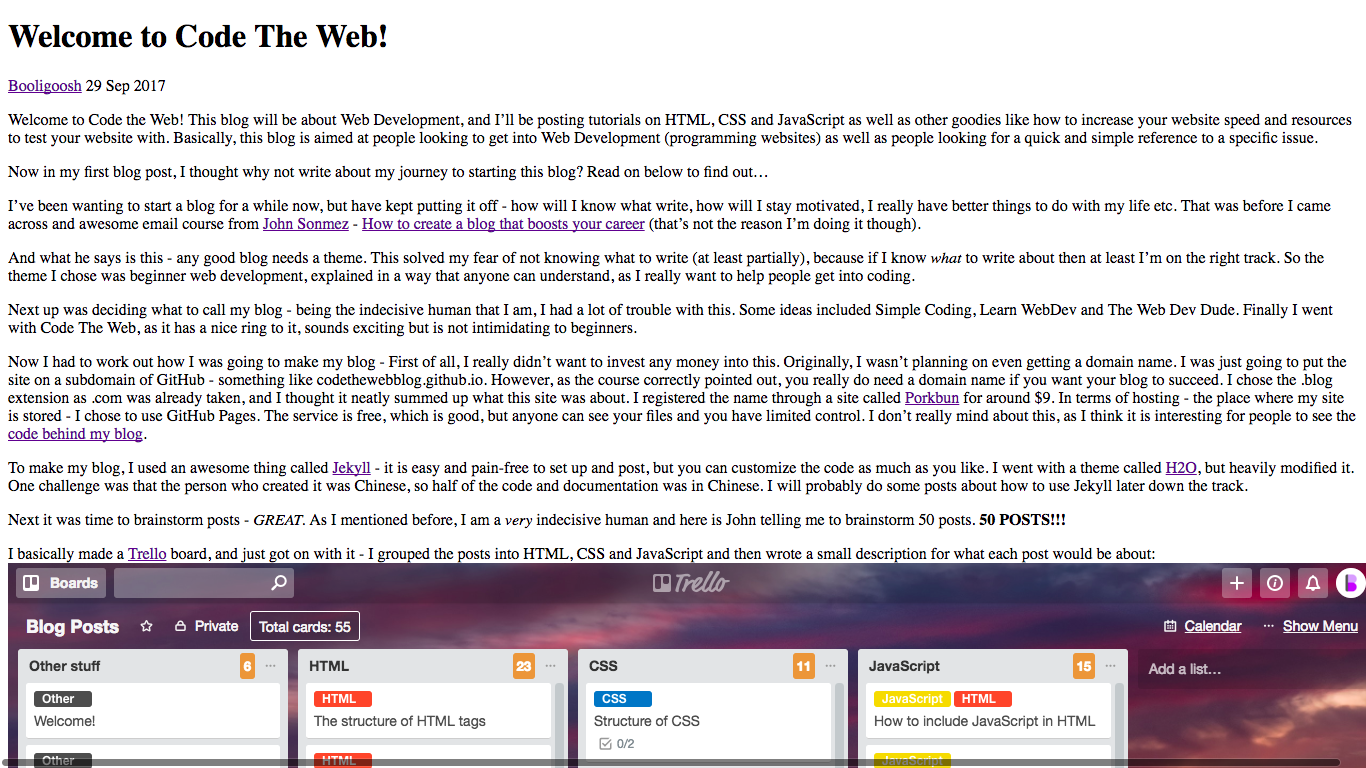 Welcome to Code The Web!
Booligoosh 29 Sep 2017
Welcome to Code the Web! This blog will be about Web Development, and I’ll be posting tutorials on HTML, CSS and JavaScript as well as other goodies like how to increase your website speed and resources
to test your website with. Basically, this blog is aimed at people looking to get into Web Development (programming websites) as well as people looking for a quick and simple reference to a specific issue.
Now in my first blog post, I thought why not write about my journey to starting this blog? Read on below to find out…
I’ve been wanting to start a blog for a while now, but have kept putting it off - how will I know what write, how will I stay motivated, I really have better things to do with my life etc. That was before I came
across and awesome email course from John Sonmez - How to create a blog that boosts your career (that’s not the reason I’m doing it though).
And what he says is this - any good blog needs a theme. This solved my fear of not knowing what to write (at least partially), because if I know what to write about then at least I’m on the right track. So the
theme I chose was beginner web development, explained in a way that anyone can understand, as I really want to help people get into coding.
Next up was deciding what to call my blog - being the indecisive human that I am, I had a lot of trouble with this. Some ideas included Simple Coding, Learn WebDev and The Web Dev Dude. Finally I went
with Code The Web, as it has a nice ring to it, sounds exciting but is not intimidating to beginners.
Now I had to work out how I was going to make my blog - First of all, I really didn’t want to invest any money into this. Originally, I wasn’t planning on even getting a domain name. I was just going to put the
site on a subdomain of GitHub - something like codethewebblog.github.io. However, as the course correctly pointed out, you really do need a domain name if you want your blog to succeed. I chose the .blog
extension as .com was already taken, and I thought it neatly summed up what this site was about. I registered the name through a site called Porkbun for around $9. In terms of hosting - the place where my site
is stored - I chose to use GitHub Pages. The service is free, which is good, but anyone can see your files and you have limited control. I don’t really mind about this, as I think it is interesting for people to see the
code behind my blog.
To make my blog, I used an awesome thing called Jekyll - it is easy and pain-free to set up and post, but you can customize the code as much as you like. I went with a theme called H2O, but heavily modified it.
One challenge was that the person who created it was Chinese, so half of the code and documentation was in Chinese. I will probably do some posts about how to use Jekyll later down the track.
Next it was time to brainstorm posts - GREAT. As I mentioned before, I am a very indecisive human and here is John telling me to brainstorm 50 posts. 50 POSTS!!!
I basically made a Trello board, and just got on with it - I grouped the posts into HTML, CSS and JavaScript and then wrote a small description for what each post would be about:
Boards Trello
Blog Posts Private Total cards: 55 Calendar ... Show Menu
Other stuff 6 ... HTML 23 ... CSS 11 ... JavaScript 15 ... Add a list...
Other HTML CSS JavaScript HTML
Welcome! The structure of HTML tags Structure of CSS How to include JavaScript in HTML
0/2
Other HTML JavaScript